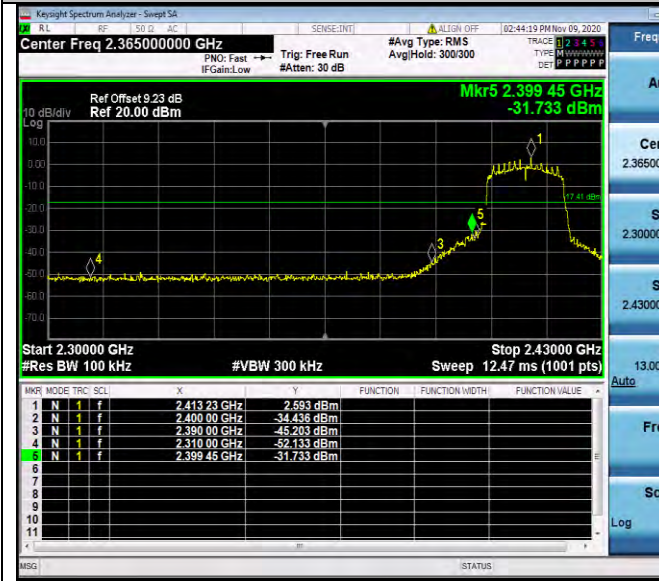 Keysight Spectrum Analyzer - Swept SA
RL RF 50 Ω AC SENSE:INT ALIGN OFF 02:44:19 PM Nov 09, 2020
Center Freq 2.365000000 GHz
PNO: Fast
IFGain:Low
Trig: Free Run
#Atten: 30 dB
#Avg Type: RMS
Avg|Hold: 300/300
TRACE 1 2 3 4 5
TYPE M
DET P P P P P P
Freq
Ref Offset 9.23 dB
Ref 20.00 dBm
10 dB/div
Log
Mkr5 2.399 45 GHz
-31.733 dBm
10.0
0.00
-10.0
-20.0
-30.0
-40.0
-50.0
-60.0
-70.0
1
5
3
4
Start 2.30000 GHz
Stop 2.43000 GHz
#Res BW 100 kHz
#VBW 300 kHz
Sweep 12.47 ms (1001 pts)
MKR MODE TRC SCL X Y FUNCTION FUNCTION WIDTH FUNCTION VALUE
1 N 1 f 2.413 23 GHz 2.593 dBm
2 N 1 f 2.400 00 GHz -34.436 dBm
3 N 1 f 2.390 00 GHz -45.203 dBm
4 N 1 f 2.310 00 GHz -52.133 dBm
5 N 1 f 2.399 45 GHz -31.733 dBm
6
7
8
9
10
11
MSG STATUS
Au
Cen
2.36500
S
2.30000
S
2.43000
13.00
Auto
Fre
Sc
Log